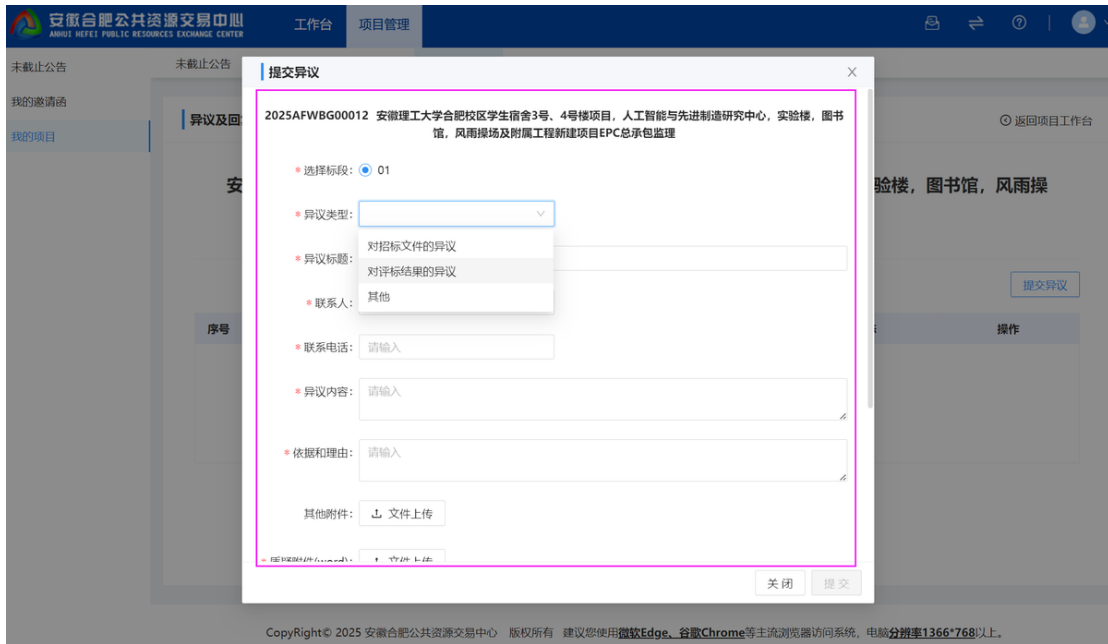 安徽合肥公共资源交易中心
ANHUI HEFEI PUBLIC RESOURCES EXCHANGE CENTER
工作台
项目管理
未截止公告
我的邀请函
我的项目
未截止公告
异议及回
返回项目工作台
安
验楼，图书馆，风雨操
提交异议
序号
操作
提交异议
2025AFWBG00012 安徽理工大学合肥校区学生宿舍3号、4号楼项目，人工智能与先进制造研究中心，实验楼，图书
馆，风雨操场及附属工程新建项目EPC总承包监理
* 选择标段: 01
* 异议类型:
对招标文件的异议
* 异议标题:
对评标结果的异议
其他
* 联系人:
* 联系电话: 请输入
* 异议内容: 请输入
* 依据和理由: 请输入
其他附件: 文件上传
* 质疑附件(word): 文件上传
关闭
提交
CopyRight© 2025 安徽合肥公共资源交易中心 版权所有 建议您使用微软Edge、谷歌Chrome等主流浏览器访问系统，电脑分辨率1366*768以上。